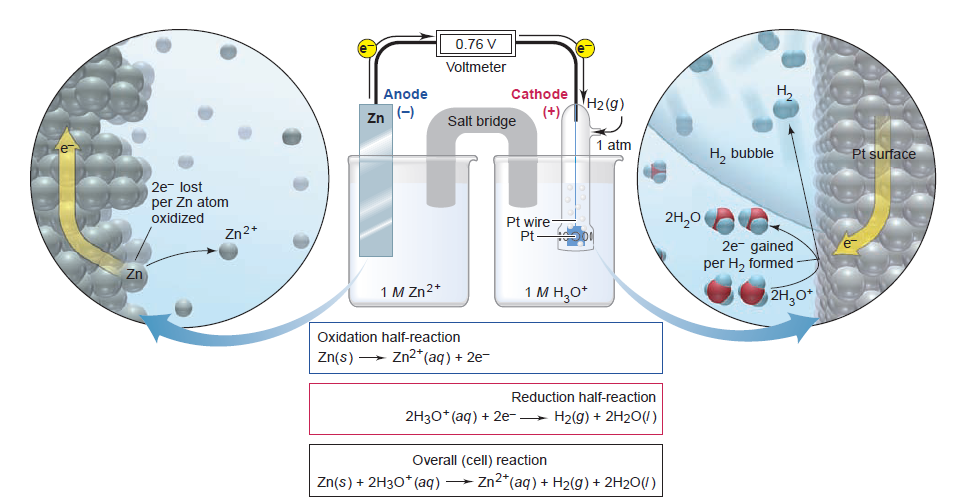 e⁻
0.76 V
e⁻
Voltmeter
Anode
(−)
Cathode
(+)
H₂(g)
Zn
Salt bridge
1 atm
H₂
H₂ bubble
Pt surface
e⁻
2e⁻ lost
per Zn atom
oxidized
Zn²⁺
Zn
Pt wire
Pt
2H₂O
2e⁻ gained
per H₂ formed
e⁻
2H₃O⁺
1 M Zn²⁺
1 M H₃O⁺
Oxidation half-reaction
Zn(s) ⟶ Zn²⁺(aq) + 2e⁻
Reduction half-reaction
2H₃O⁺(aq) + 2e⁻ ⟶ H₂(g) + 2H₂O(l)
Overall (cell) reaction
Zn(s) + 2H₃O⁺(aq) ⟶ Zn²⁺(aq) + H₂(g) + 2H₂O(l)